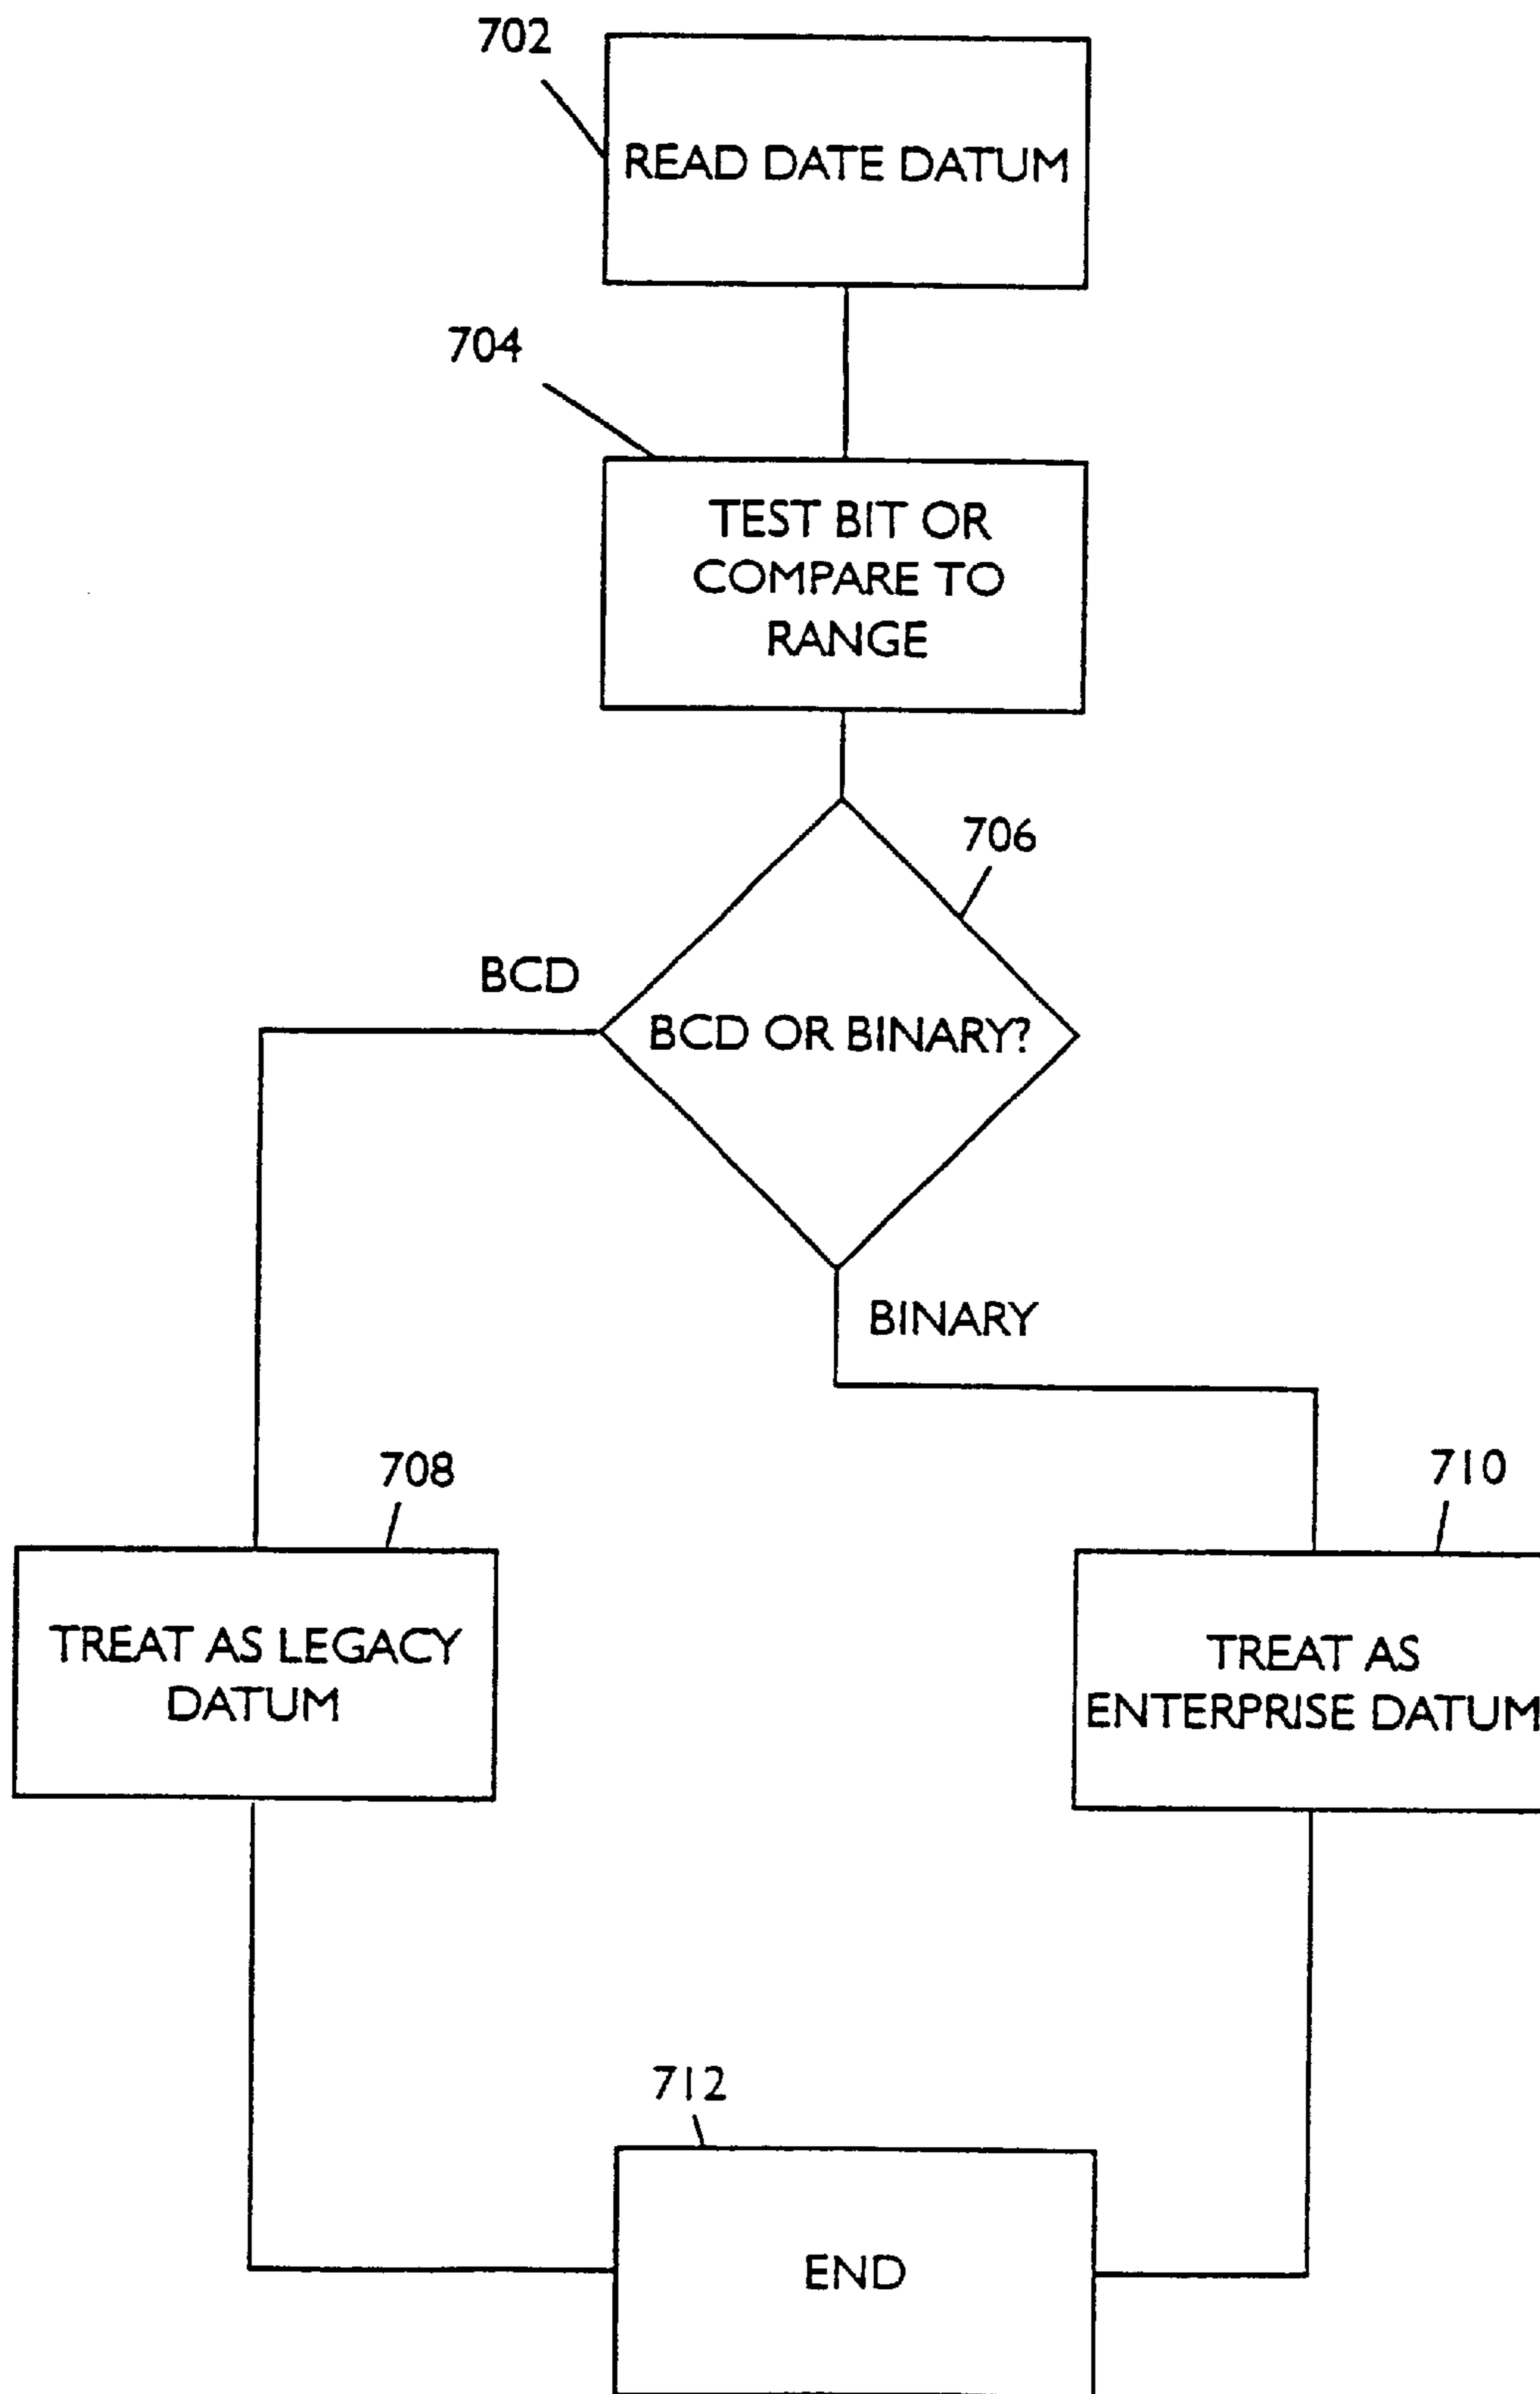 702
READ DATE DATUM
704
TEST BIT OR
COMPARE TO
RANGE
706
BCD
BCD OR BINARY?
BINARY
708
710
TREAT AS LEGACY
DATUM
TREAT AS
ENTERPRISE DATUM
712
END